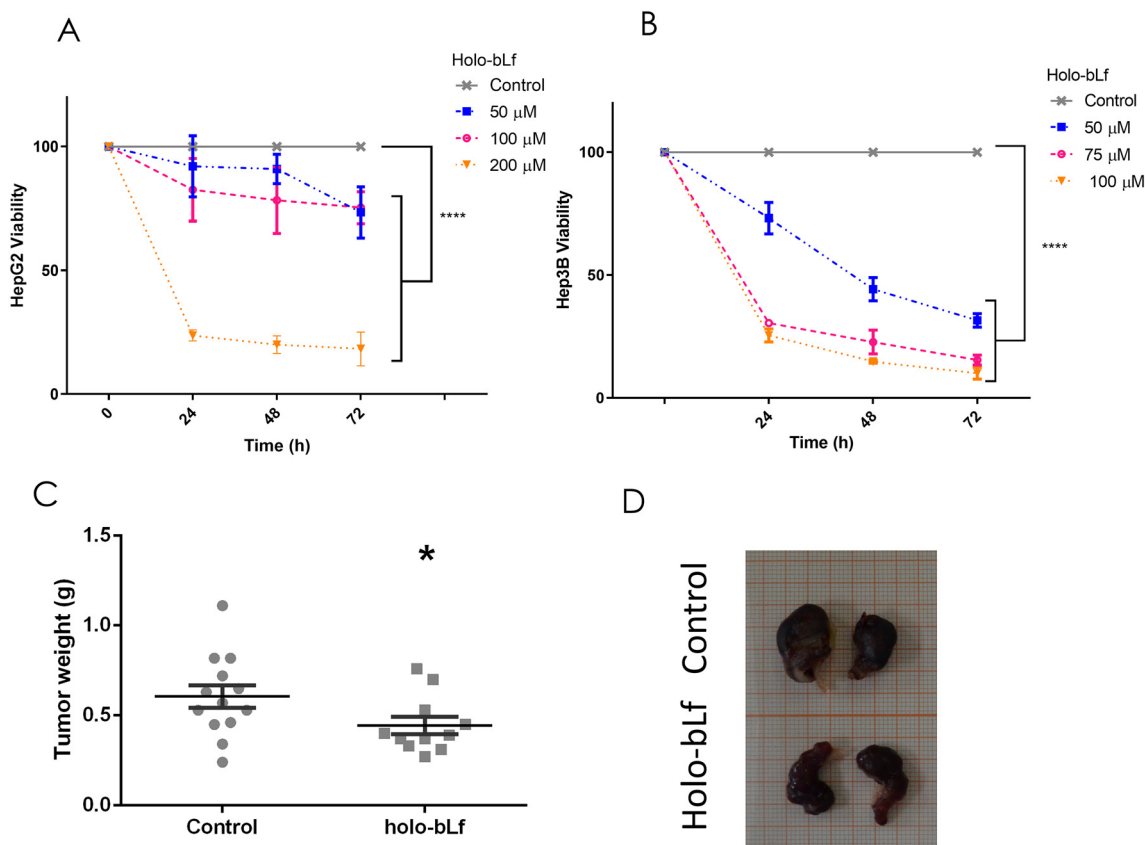 A
Holo-bLf
Control
50 μM
100 μM
200 μM
HepG2 Viability
100
50
0
0
24
48
72
Time (h)
****
B
Holo-bLf
Control
50 μM
75 μM
100 μM
Hep3B Viability
100
50
0
24
48
72
Time (h)
****
C
Tumor weight (g)
1.5
1.0
0.5
0.0
*
Control
holo-bLf
D
Control
Holo-bLf